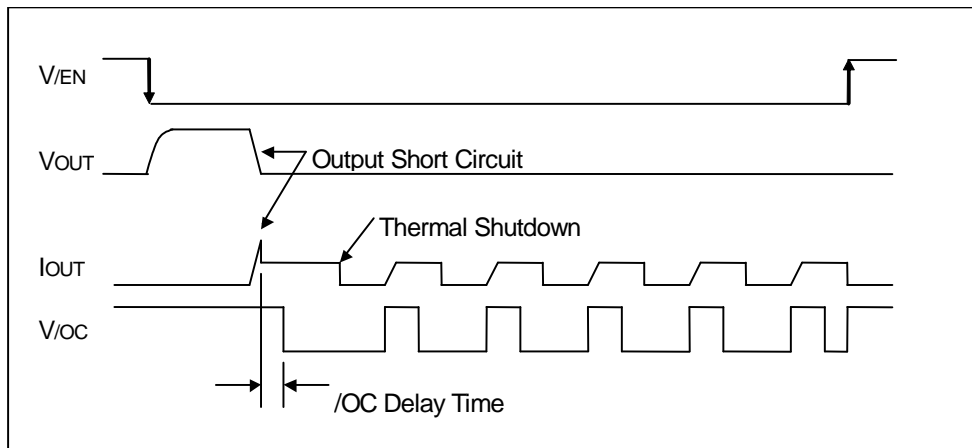 V/EN
VOUT
Output Short Circuit
Thermal Shutdown
IOUT
V/OC
/OC Delay Time